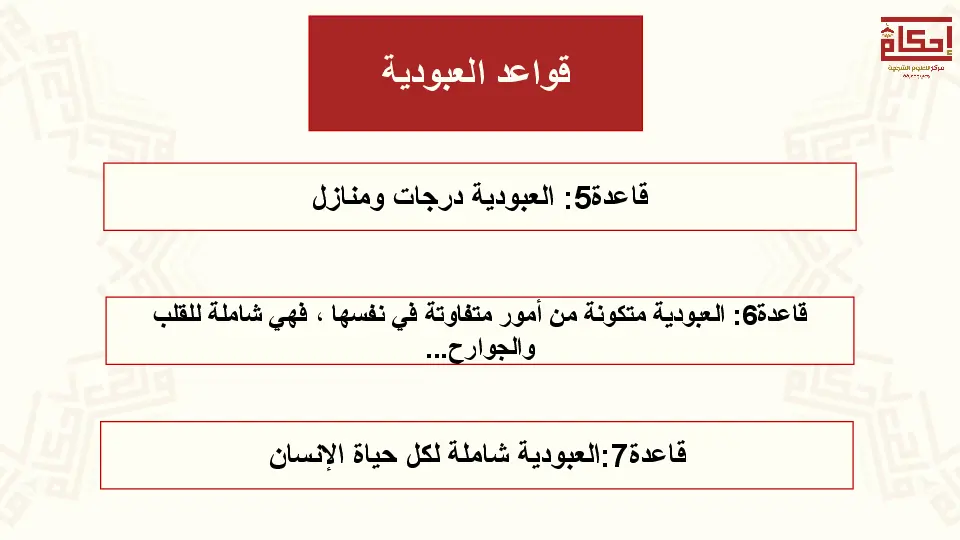 إحكام
مركز للعلوم الشرعية
قواعد العبودية
قاعدة5: العبودية درجات ومنازل
قاعدة6: العبودية متكونة من أمور متفاوتة في نفسها ، فهي شاملة للقلب
والجوارح...
قاعدة7:العبودية شاملة لكل حياة الإنسان